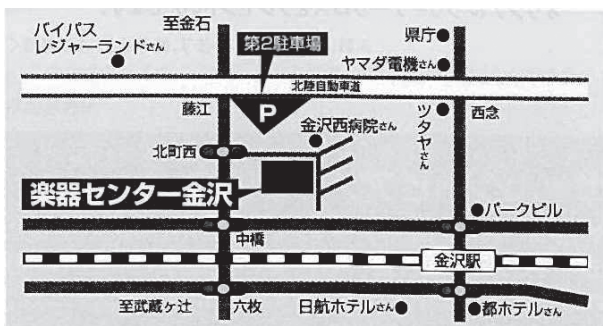 至金石
バイパス
レジャーランドさん
第2駐車場
県庁
ヤマダ電機さん
北陸自動車道
藤江
P
金沢西病院さん
ツタヤさん
西念
北町西
楽器センター金沢
パークビル
中橋
金沢駅
至武蔵ヶ辻
六枚
日航ホテルさん
都ホテルさん